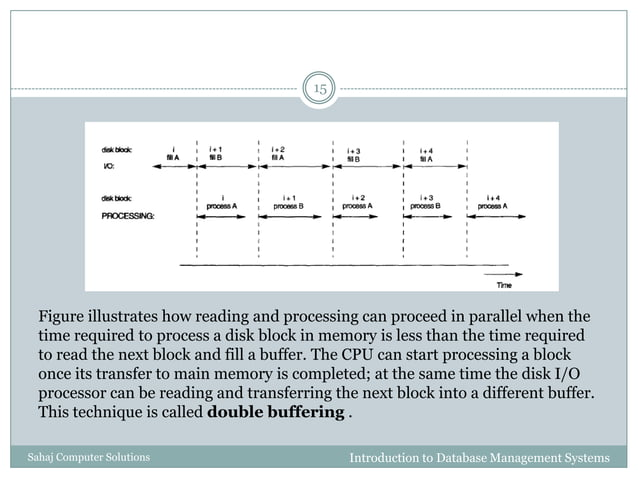 15
disk block: i i + 1 i + 2 i + 3 i + 4
I/O: fill A fill B fill A fill B fill A
disk block: i i + 1 i + 2 i + 3 i + 4
PROCESSING: process A process B process A process B process A
Time
Figure illustrates how reading and processing can proceed in parallel when the
time required to process a disk block in memory is less than the time required
to read the next block and fill a buffer. The CPU can start processing a block
once its transfer to main memory is completed; at the same time the disk I/O
processor can be reading and transferring the next block into a different buffer.
This technique is called double buffering .
Sahaj Computer Solutions
Introduction to Database Management Systems